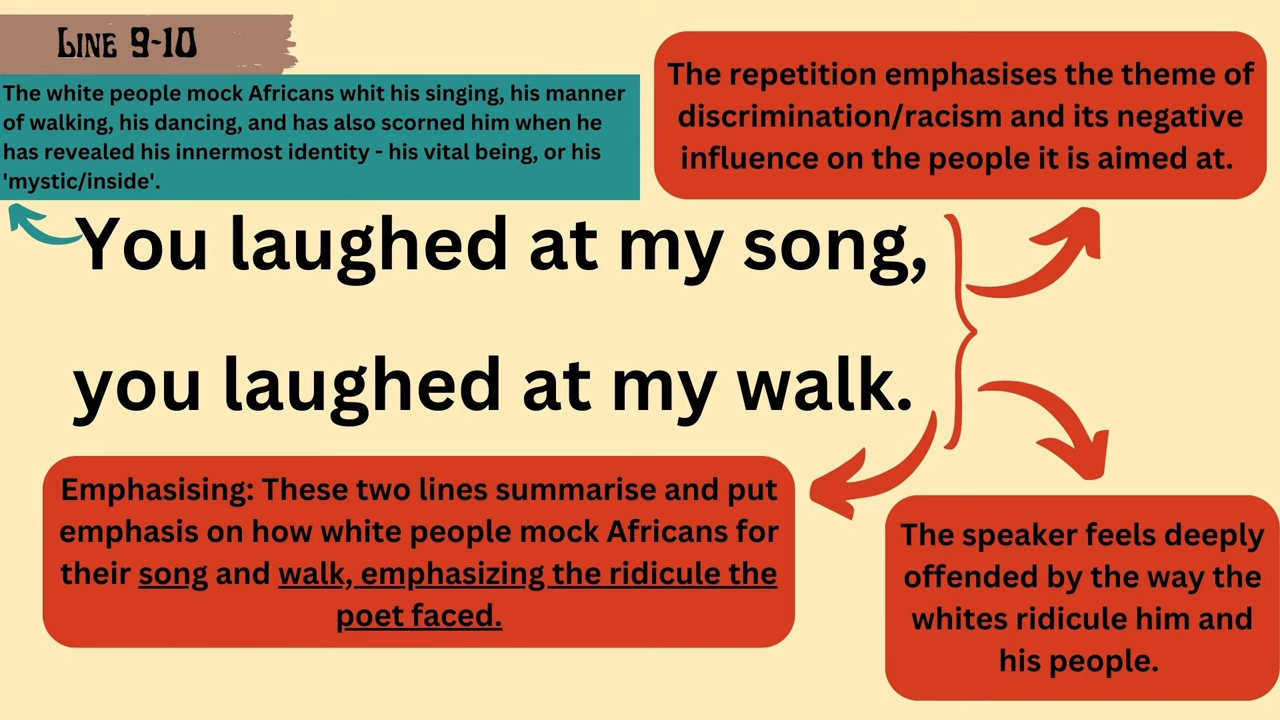 LINE 9-10
The white people mock Africans whit his singing, his manner
of walking, his dancing, and has also scorned him when he
has revealed his innermost identity - his vital being, or his
'mystic/inside'.
The repetition emphasises the theme of
discrimination/racism and its negative
influence on the people it is aimed at.
You laughed at my song,
you laughed at my walk.
Emphasising: These two lines summarise and put
emphasis on how white people mock Africans for
their song and walk, emphasizing the ridicule the
poet faced.
The speaker feels deeply
offended by the way the
whites ridicule him and
his people.